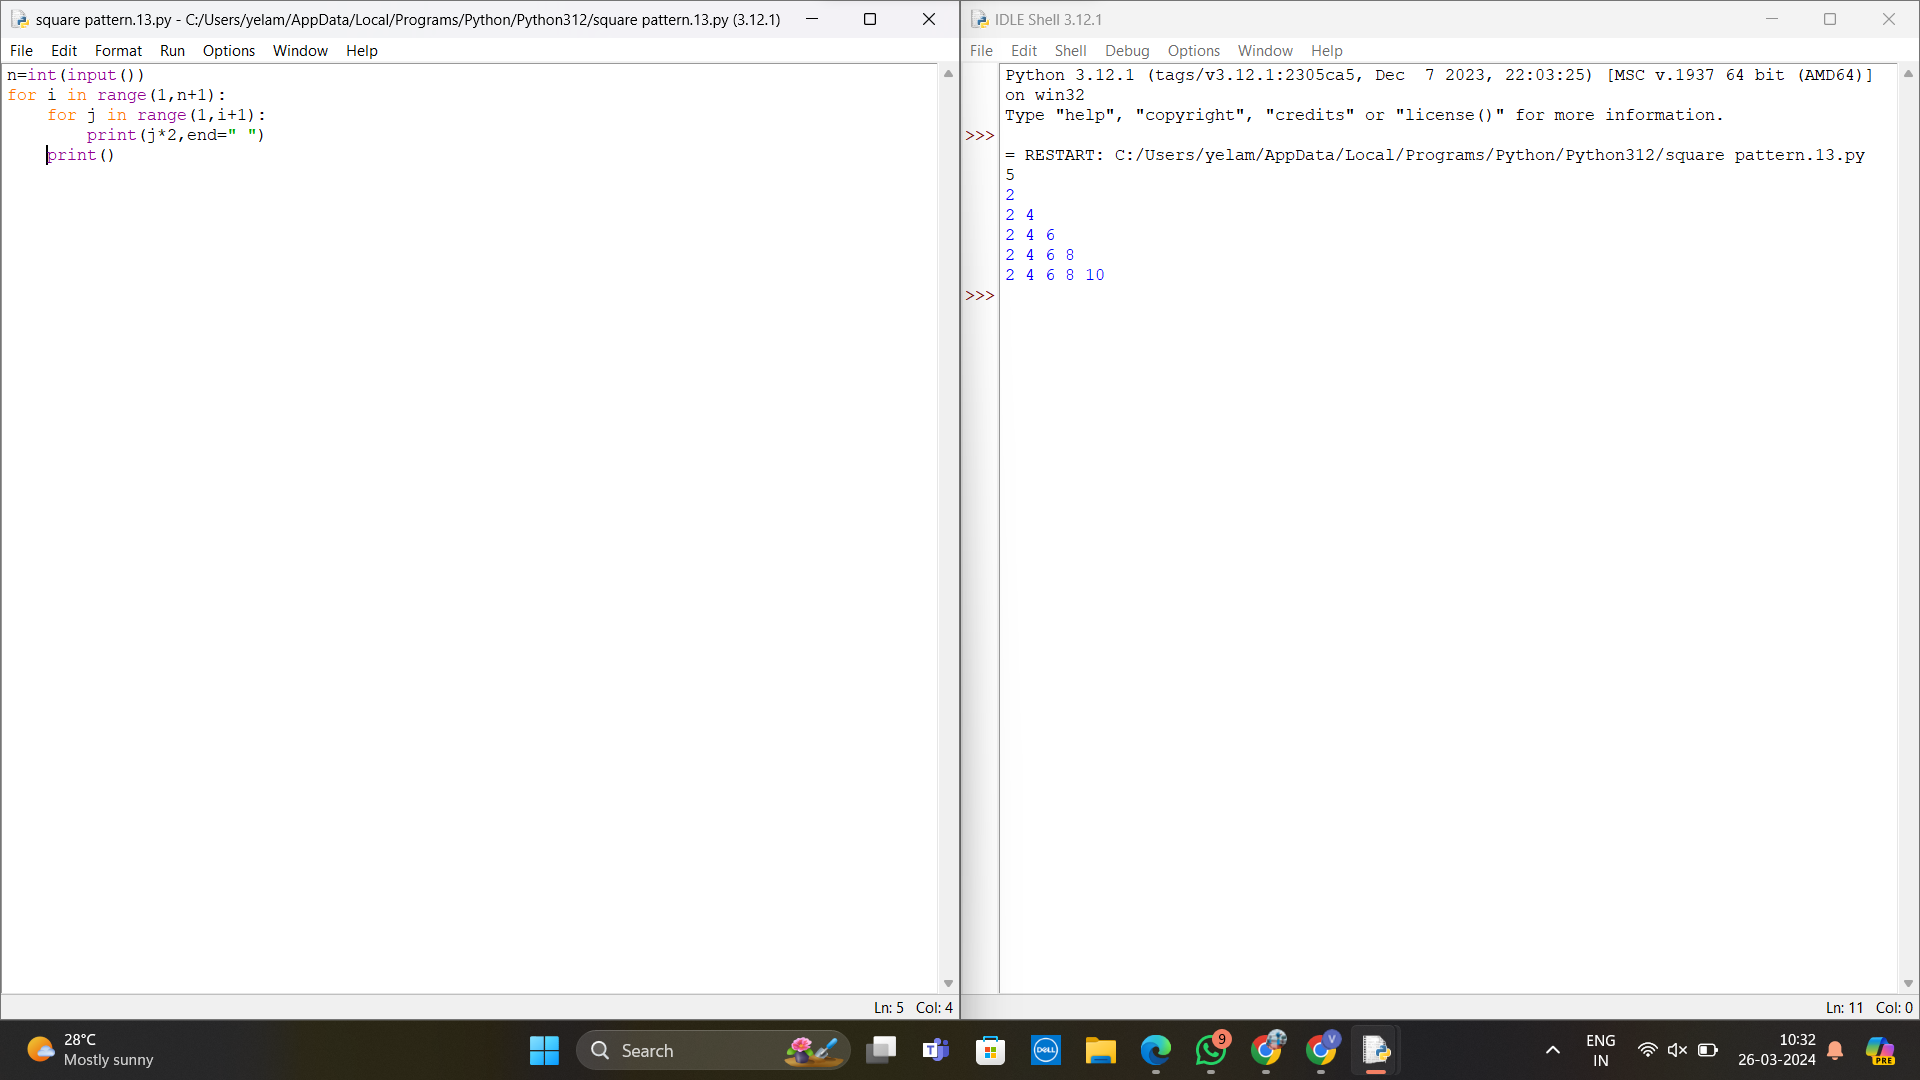 square pattern.13.py - C:/Users/yelam/AppData/Local/Programs/Python/Python312/square pattern.13.py (3.12.1)
File Edit Format Run Options Window Help
n=int(input())
for i in range(1,n+1):
    for j in range(1,i+1):
        print(j*2,end=" ")
    print()
Ln: 5 Col: 4
IDLE Shell 3.12.1
File Edit Shell Debug Options Window Help
Python 3.12.1 (tags/v3.12.1:2305ca5, Dec  7 2023, 22:03:25) [MSC v.1937 64 bit (AMD64)]
on win32
Type "help", "copyright", "credits" or "license()" for more information.
>>>
= RESTART: C:/Users/yelam/AppData/Local/Programs/Python/Python312/square pattern.13.py
5
2
2 4
2 4 6
2 4 6 8
2 4 6 8 10
>>>
Ln: 11 Col: 0
28°C
Mostly sunny
Search
T
DELL
9
V
PRE
ENG
IN
10:32
26-03-2024